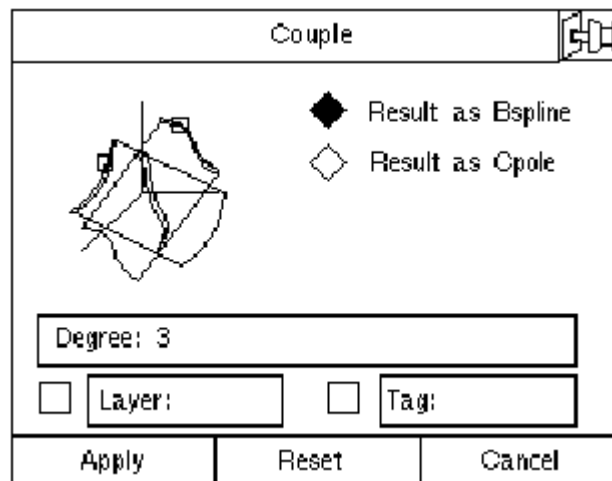 Couple
Result as Bspline
Result as Cpole
Degree: 3
Layer:
Tag:
Apply
Reset
Cancel